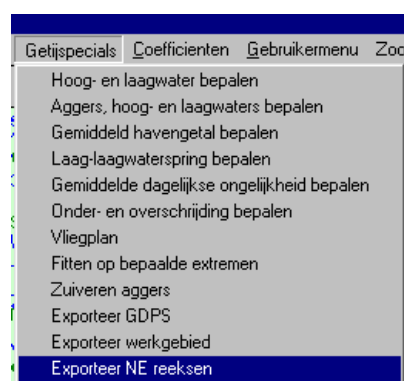 Getijspecials Coefficienten Gebruikermenu Zoo
Hoog- en laagwater bepalen
Aggers, hoog- en laagwaters bepalen
Gemiddeld havengetal bepalen
Laag-laagwaterspring bepalen
Gemiddelde dagelijkse ongelijkheid bepalen
Onder- en overschrijding bepalen
Vliegplan
Fitten op bepaalde extremen
Zuiveren aggers
Exporteer GDPS
Exporteer werkgebied
Exporteer NE reeksen